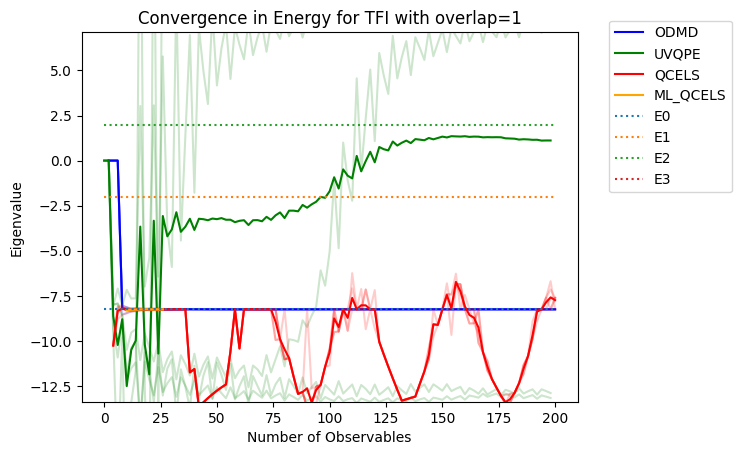 Convergence in Energy for TFI with overlap=1
ODMD
UVQPE
QCELS
ML_QCELS
E0
E1
E2
E3
Eigenvalue
5.0
2.5
0.0
−2.5
−5.0
−7.5
−10.0
−12.5
0 25 50 75 100 125 150 175 200
Number of Observables